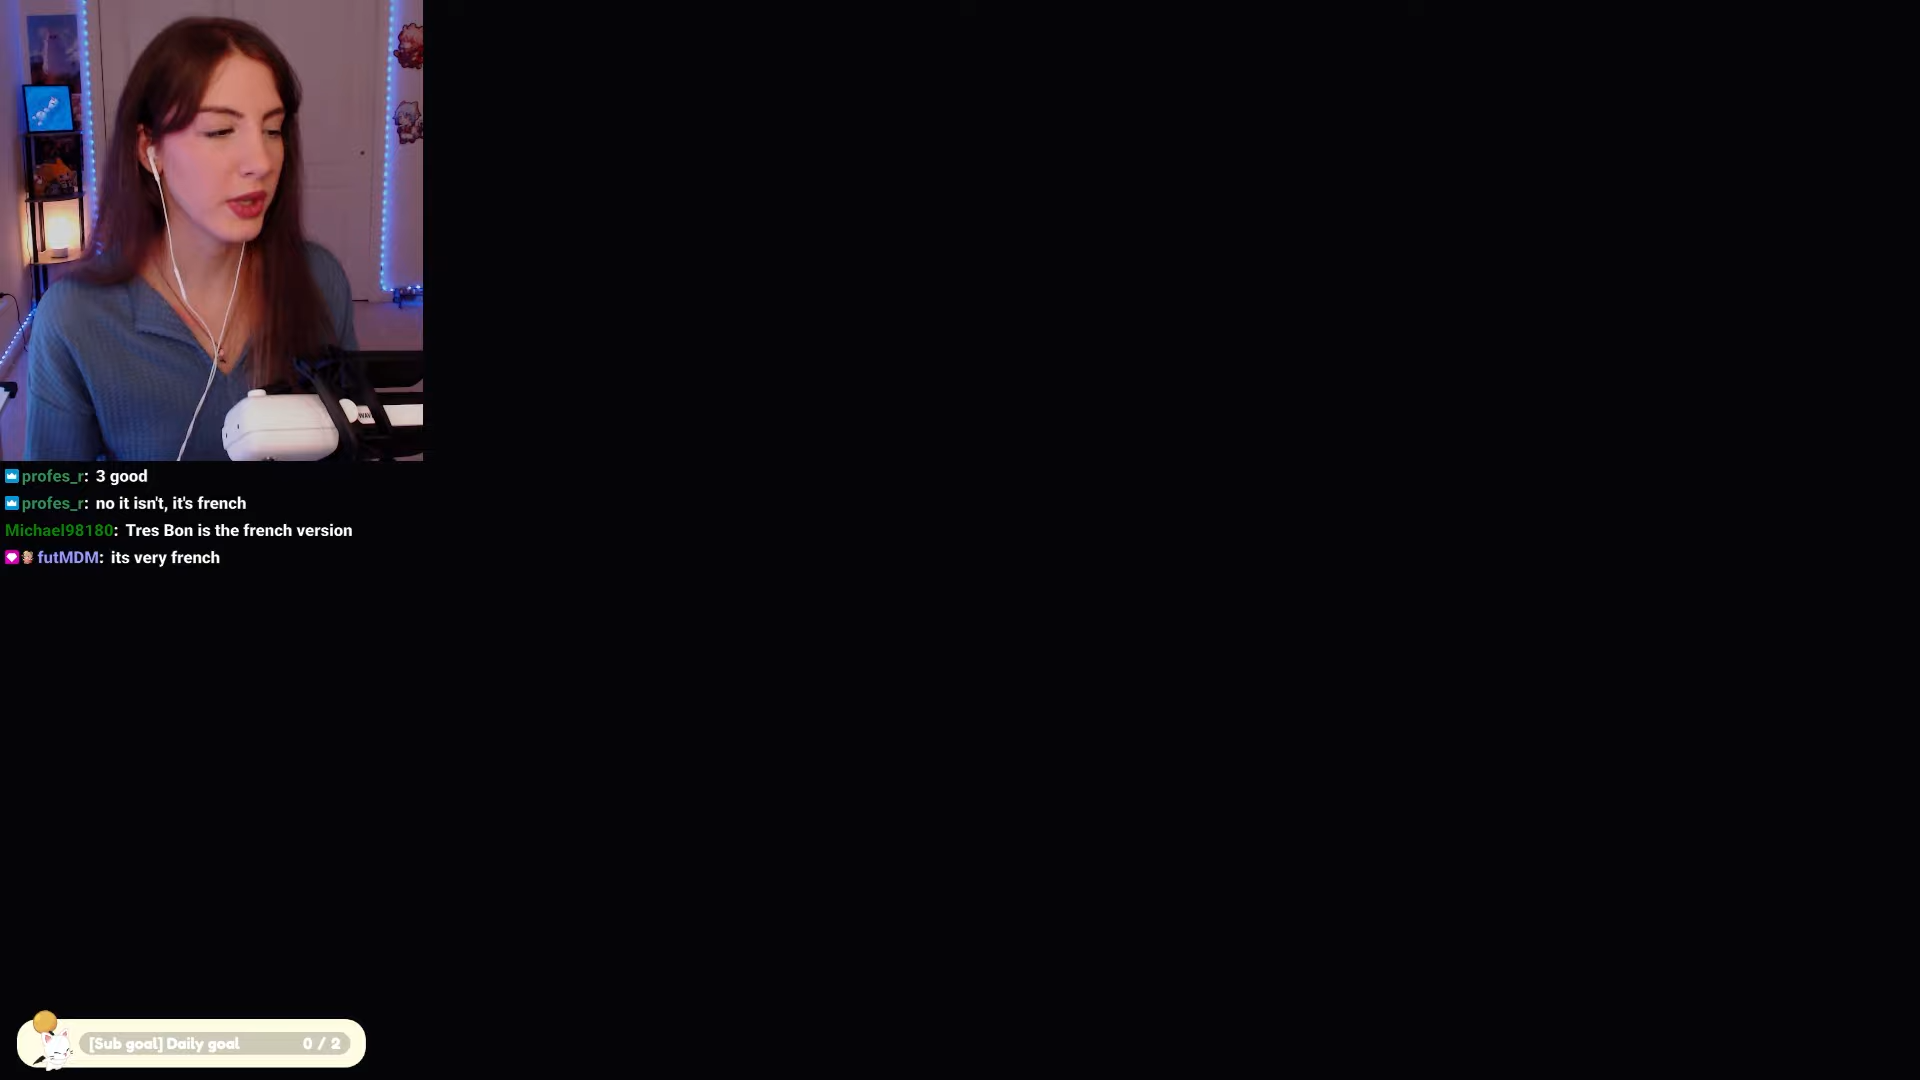 profes_r: 3 good
profes_r: no it isn't, it's french
Michael98180: Tres Bon is the french version
futMDM: its very french
[Sub goal] Daily goal 0 / 2